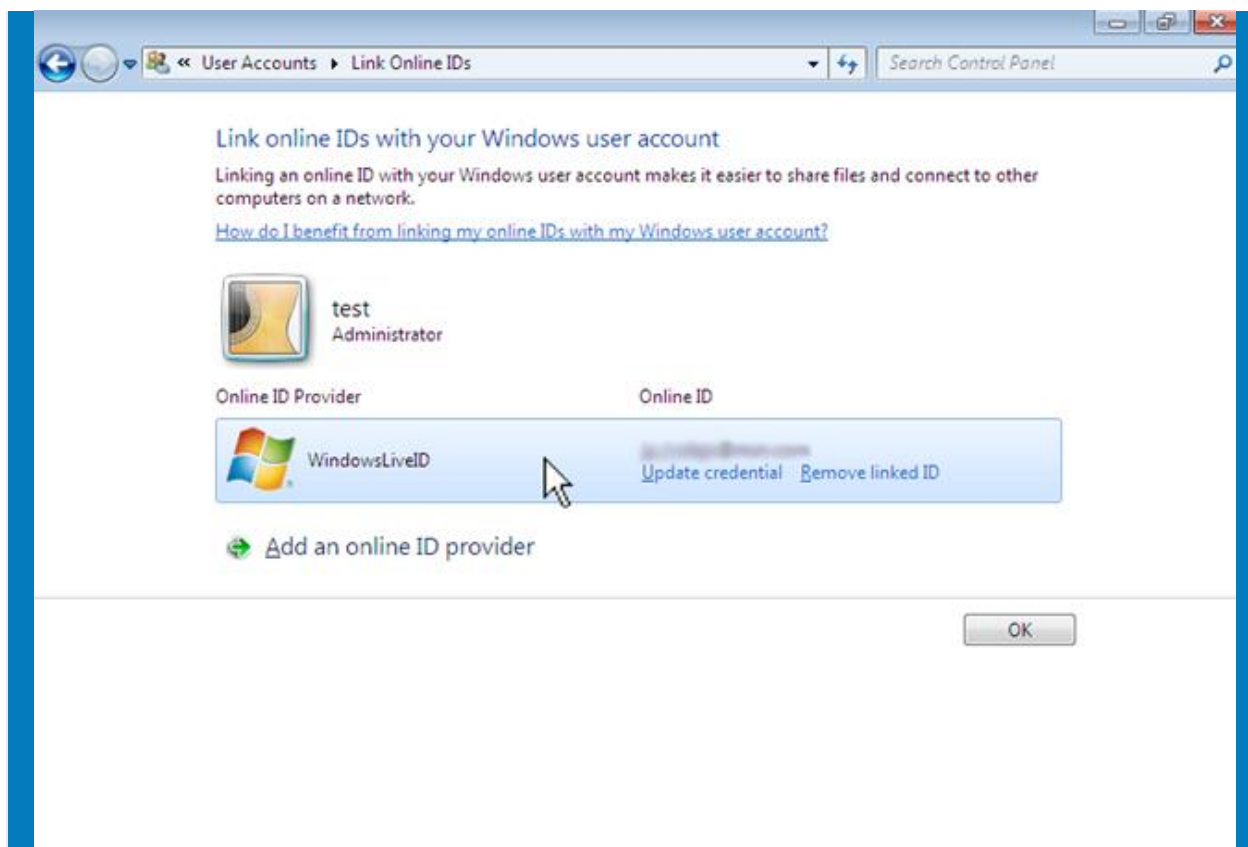 « User Accounts ▸ Link Online IDs
Search Control Panel
Link online IDs with your Windows user account
Linking an online ID with your Windows user account makes it easier to share files and connect to other
computers on a network.
How do I benefit from linking my online IDs with my Windows user account?
test
Administrator
Online ID Provider Online ID
WindowsLiveID
Update credential Remove linked ID
Add an online ID provider
OK